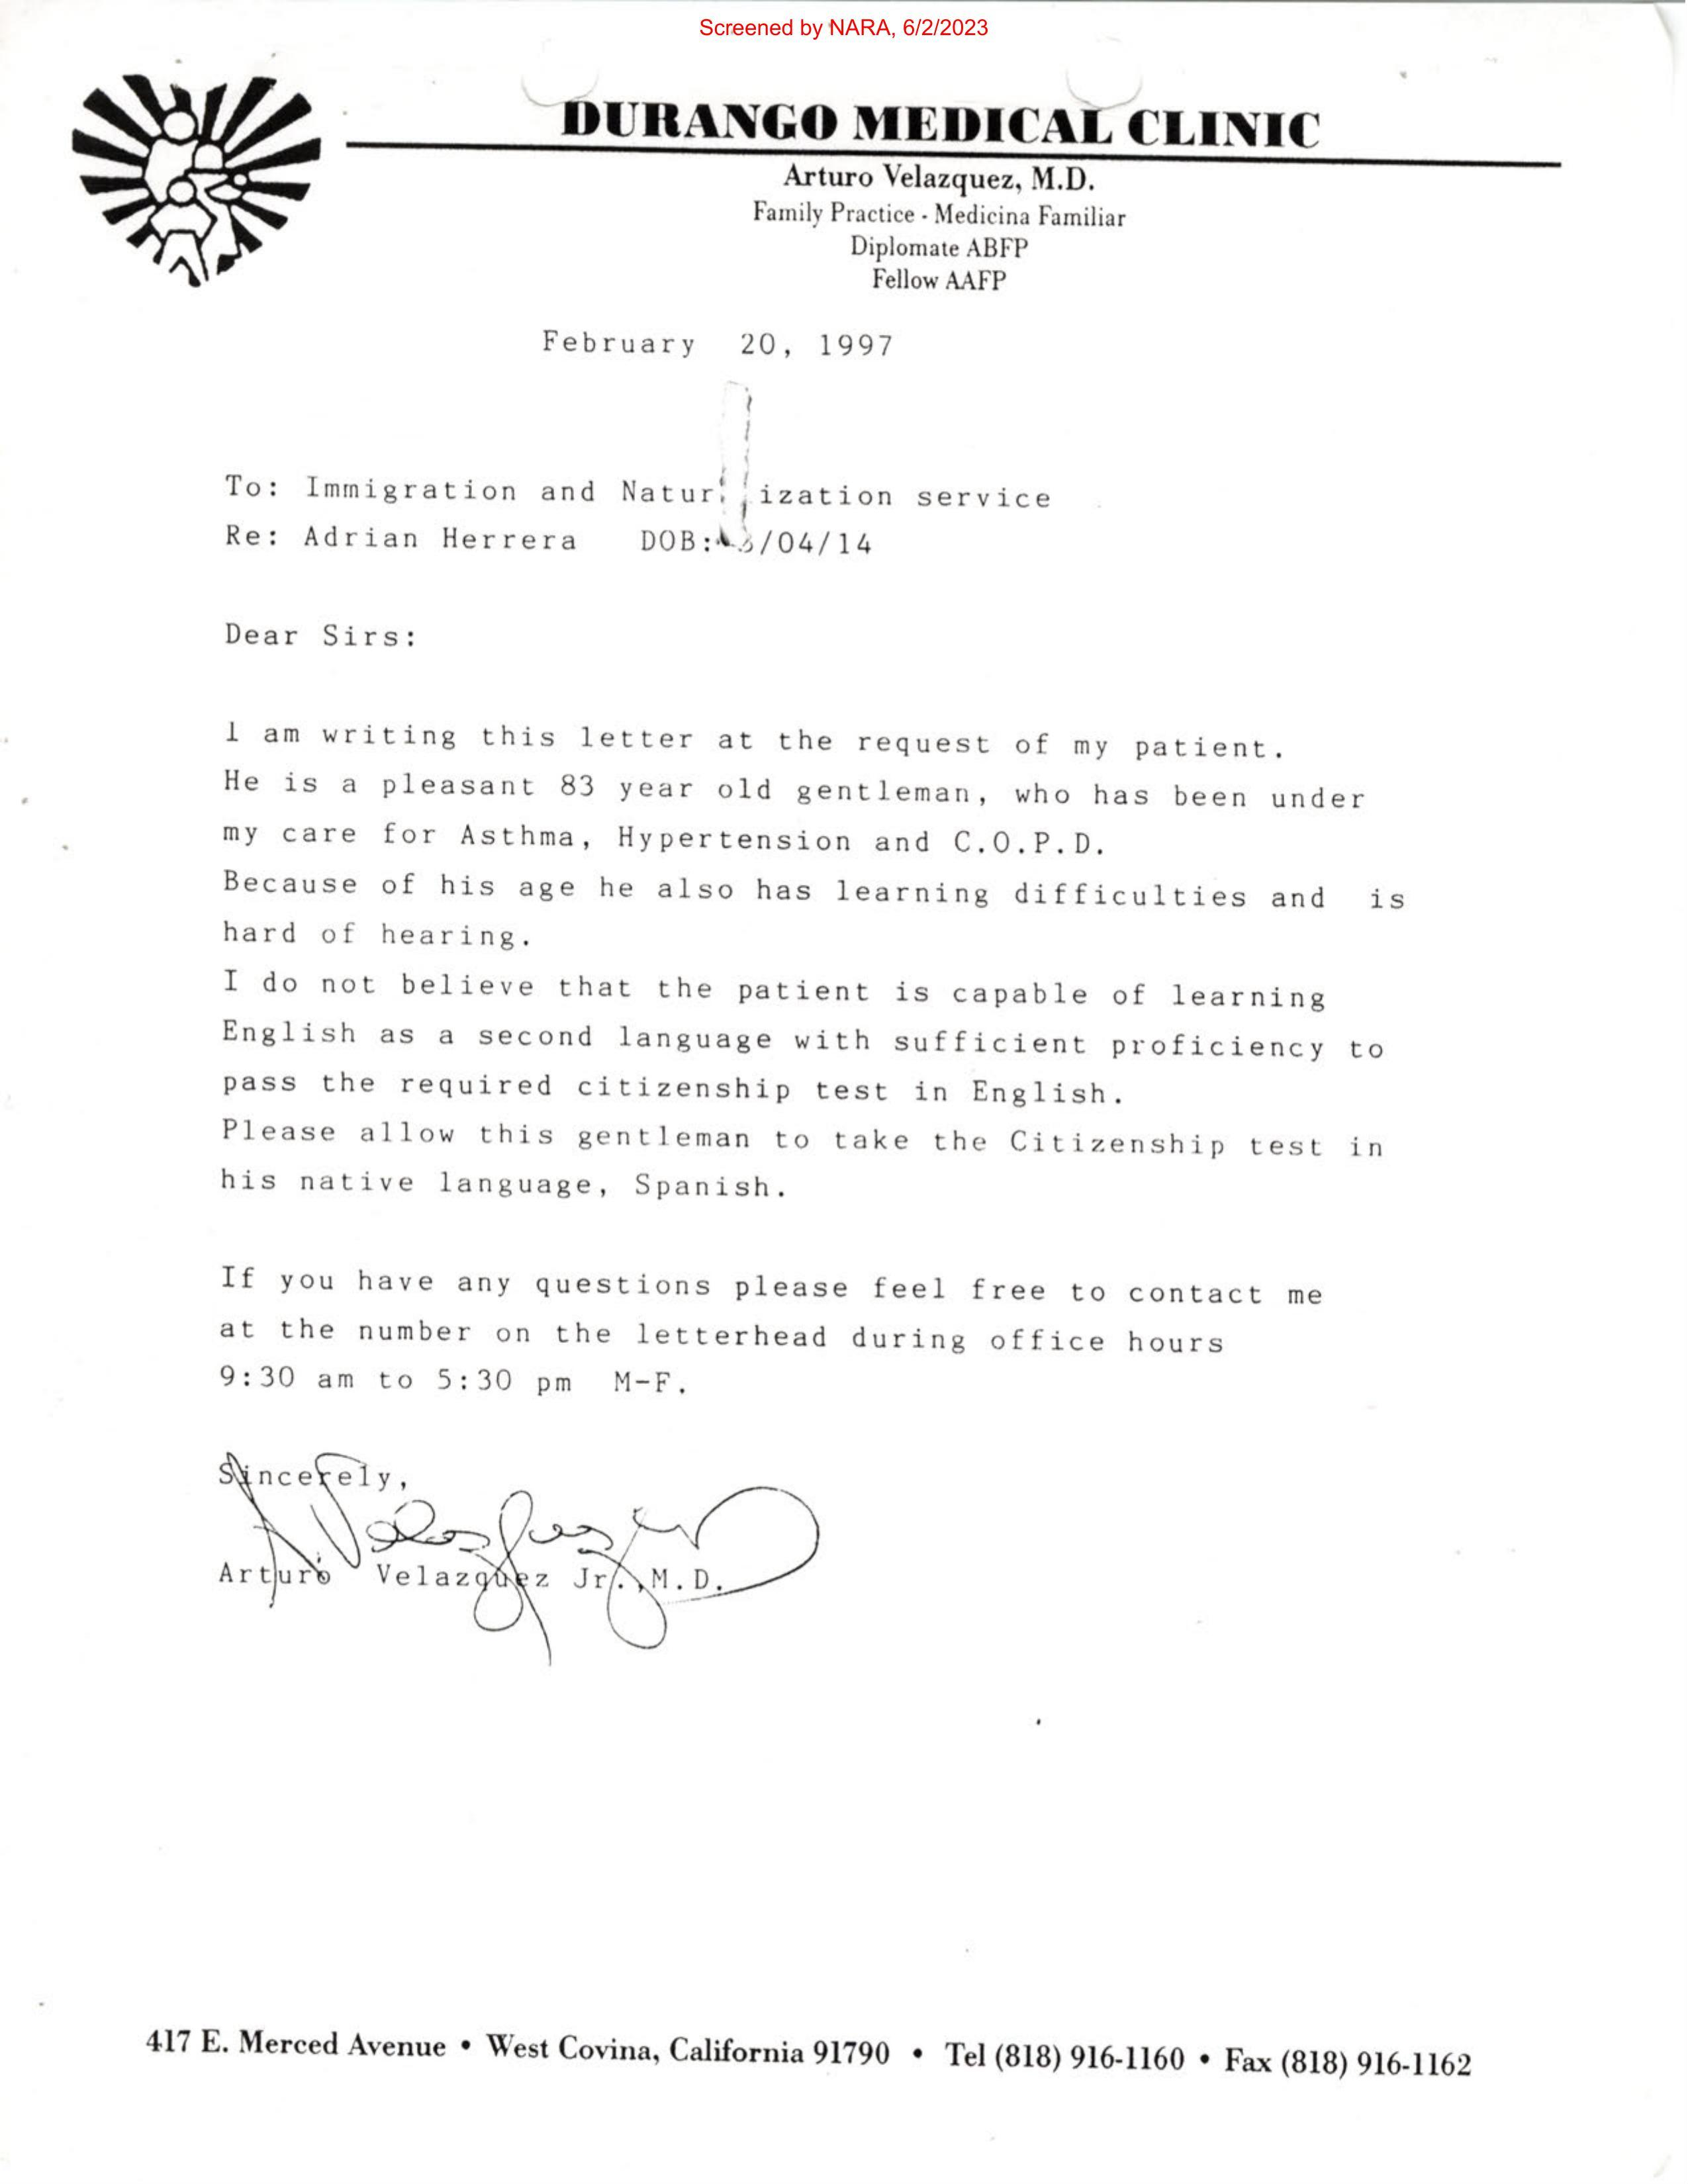 Screened by NARA, 6/2/2023
DURANGO MEDICAL CLINIC
Arturo Velazquez, M.D.
Family Practice - Medicina Familiar
Diplomate ABFP
Fellow AAFP
February 20, 1997
To: Immigration and Natur ization service
Re: Adrian Herrera DOB: /04/14
Dear Sirs:
I am writing this letter at the request of my patient.
He is a pleasant 83 year old gentleman, who has been under
my care for Asthma, Hypertension and C.O.P.D.
Because of his age he also has learning difficulties and is
hard of hearing.
I do not believe that the patient is capable of learning
English as a second language with sufficient proficiency to
pass the required citizenship test in English.
Please allow this gentleman to take the Citizenship test in
his native language, Spanish.
If you have any questions please feel free to contact me
at the number on the letterhead during office hours
9:30 am to 5:30 pm M-F.
Sincerely,
Arturo Velazquez Jr., M.D.
417 E. Merced Avenue • West Covina, California 91790 • Tel (818) 916-1160 • Fax (818) 916-1162